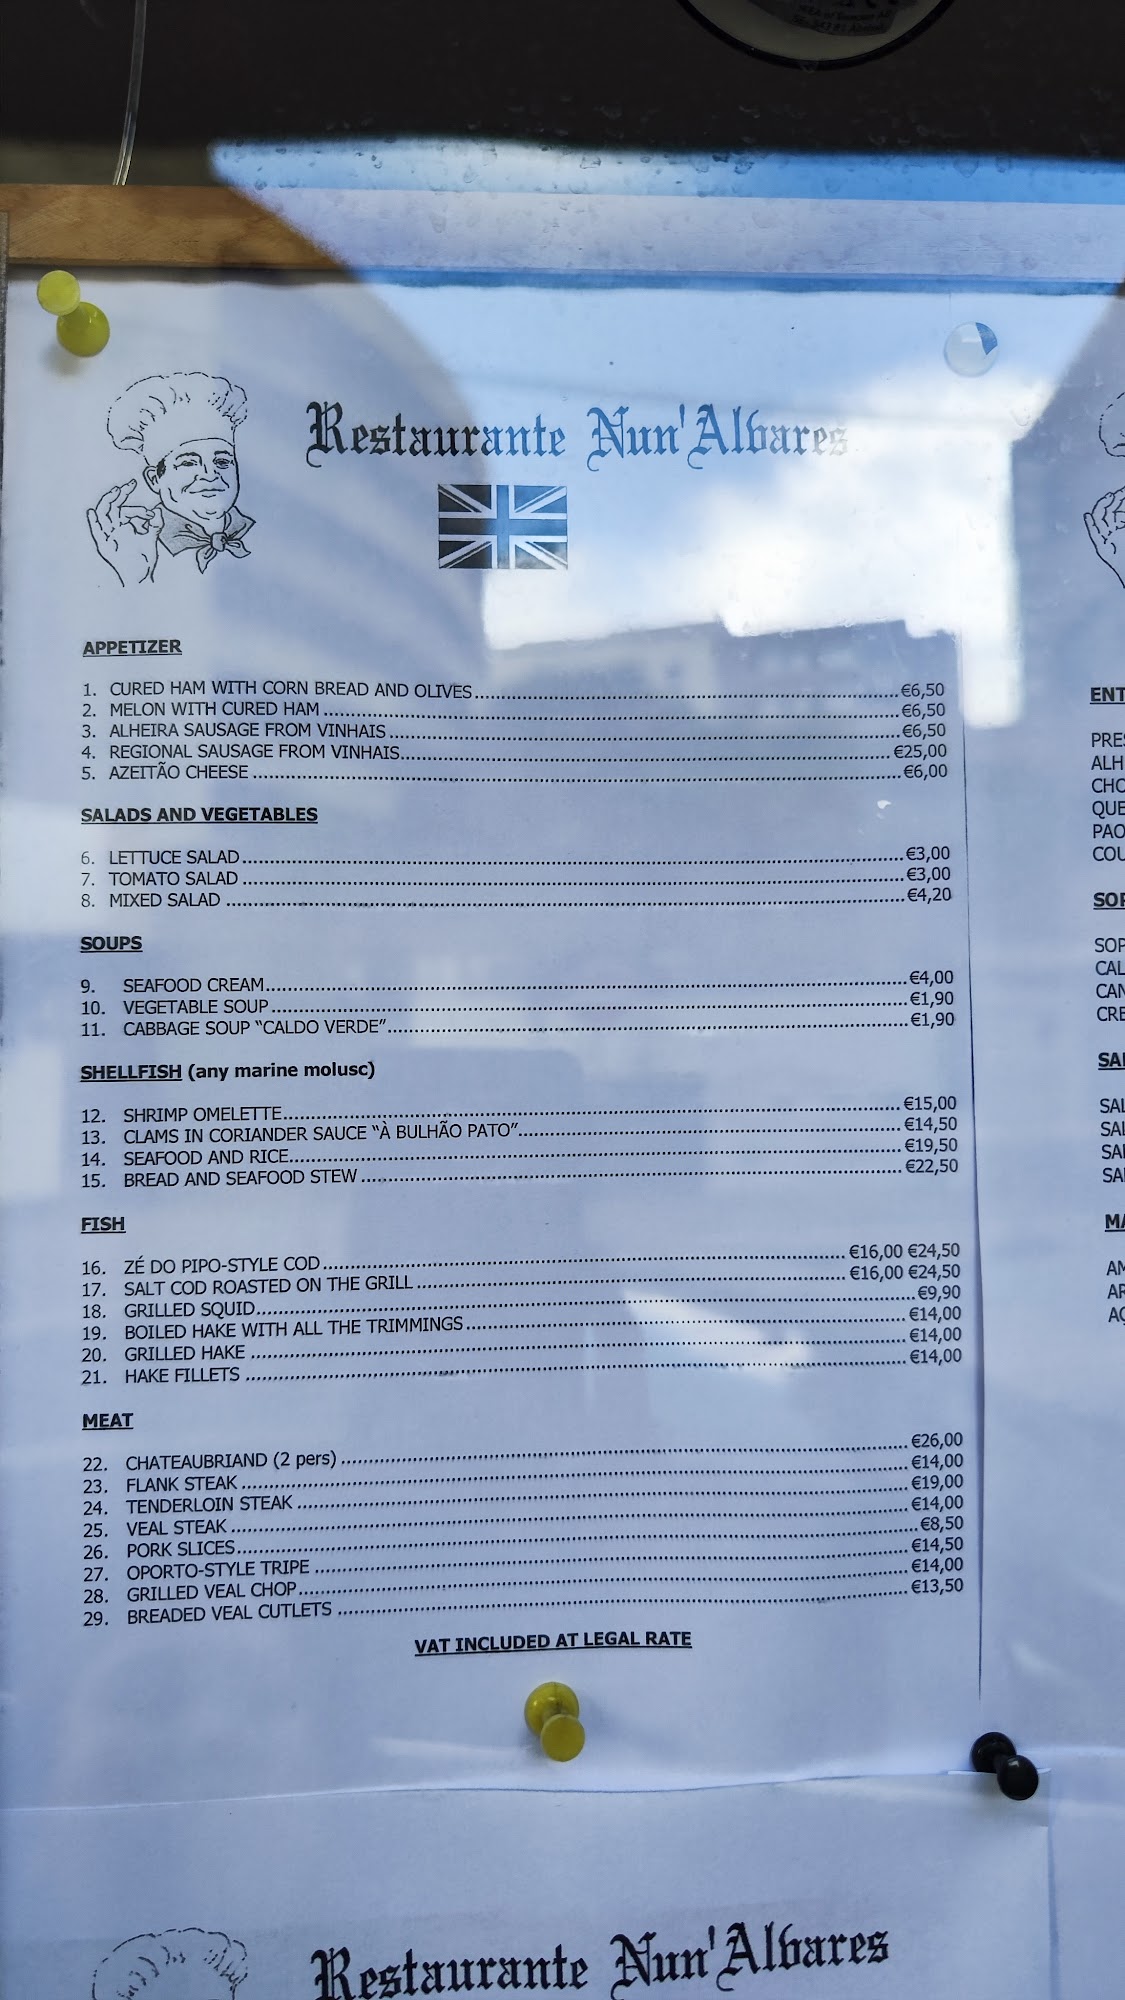 Restaurante Nun'Alvares
APPETIZER
1. CURED HAM WITH CORN BREAD AND OLIVES €6,50
2. MELON WITH CURED HAM €6,50
3. ALHEIRA SAUSAGE FROM VINHAIS €6,50
4. REGIONAL SAUSAGE FROM VINHAIS €25,00
5. AZEITÃO CHEESE €6,00
SALADS AND VEGETABLES
6. LETTUCE SALAD €3,00
7. TOMATO SALAD €3,00
8. MIXED SALAD €4,20
SOUPS
9. SEAFOOD CREAM €4,00
10. VEGETABLE SOUP €1,90
11. CABBAGE SOUP “CALDO VERDE” €1,90
SHELLFISH (any marine molusc)
12. SHRIMP OMELETTE €15,00
13. CLAMS IN CORIANDER SAUCE “À BULHÃO PATO” €14,50
14. SEAFOOD AND RICE €19,50
15. BREAD AND SEAFOOD STEW €22,50
FISH
16. ZÉ DO PIPO-STYLE COD €16,00 €24,50
17. SALT COD ROASTED ON THE GRILL €16,00 €24,50
18. GRILLED SQUID €9,90
19. BOILED HAKE WITH ALL THE TRIMMINGS €14,00
20. GRILLED HAKE €14,00
21. HAKE FILLETS €14,00
MEAT
22. CHATEAUBRIAND (2 pers) €26,00
23. FLANK STEAK €14,00
24. TENDERLOIN STEAK €19,00
25. VEAL STEAK €14,00
26. PORK SLICES €8,50
27. OPORTO-STYLE TRIPE €14,50
28. GRILLED VEAL CHOP €14,00
29. BREADED VEAL CUTLETS €13,50
VAT INCLUDED AT LEGAL RATE
Restaurante Nun'Alvares